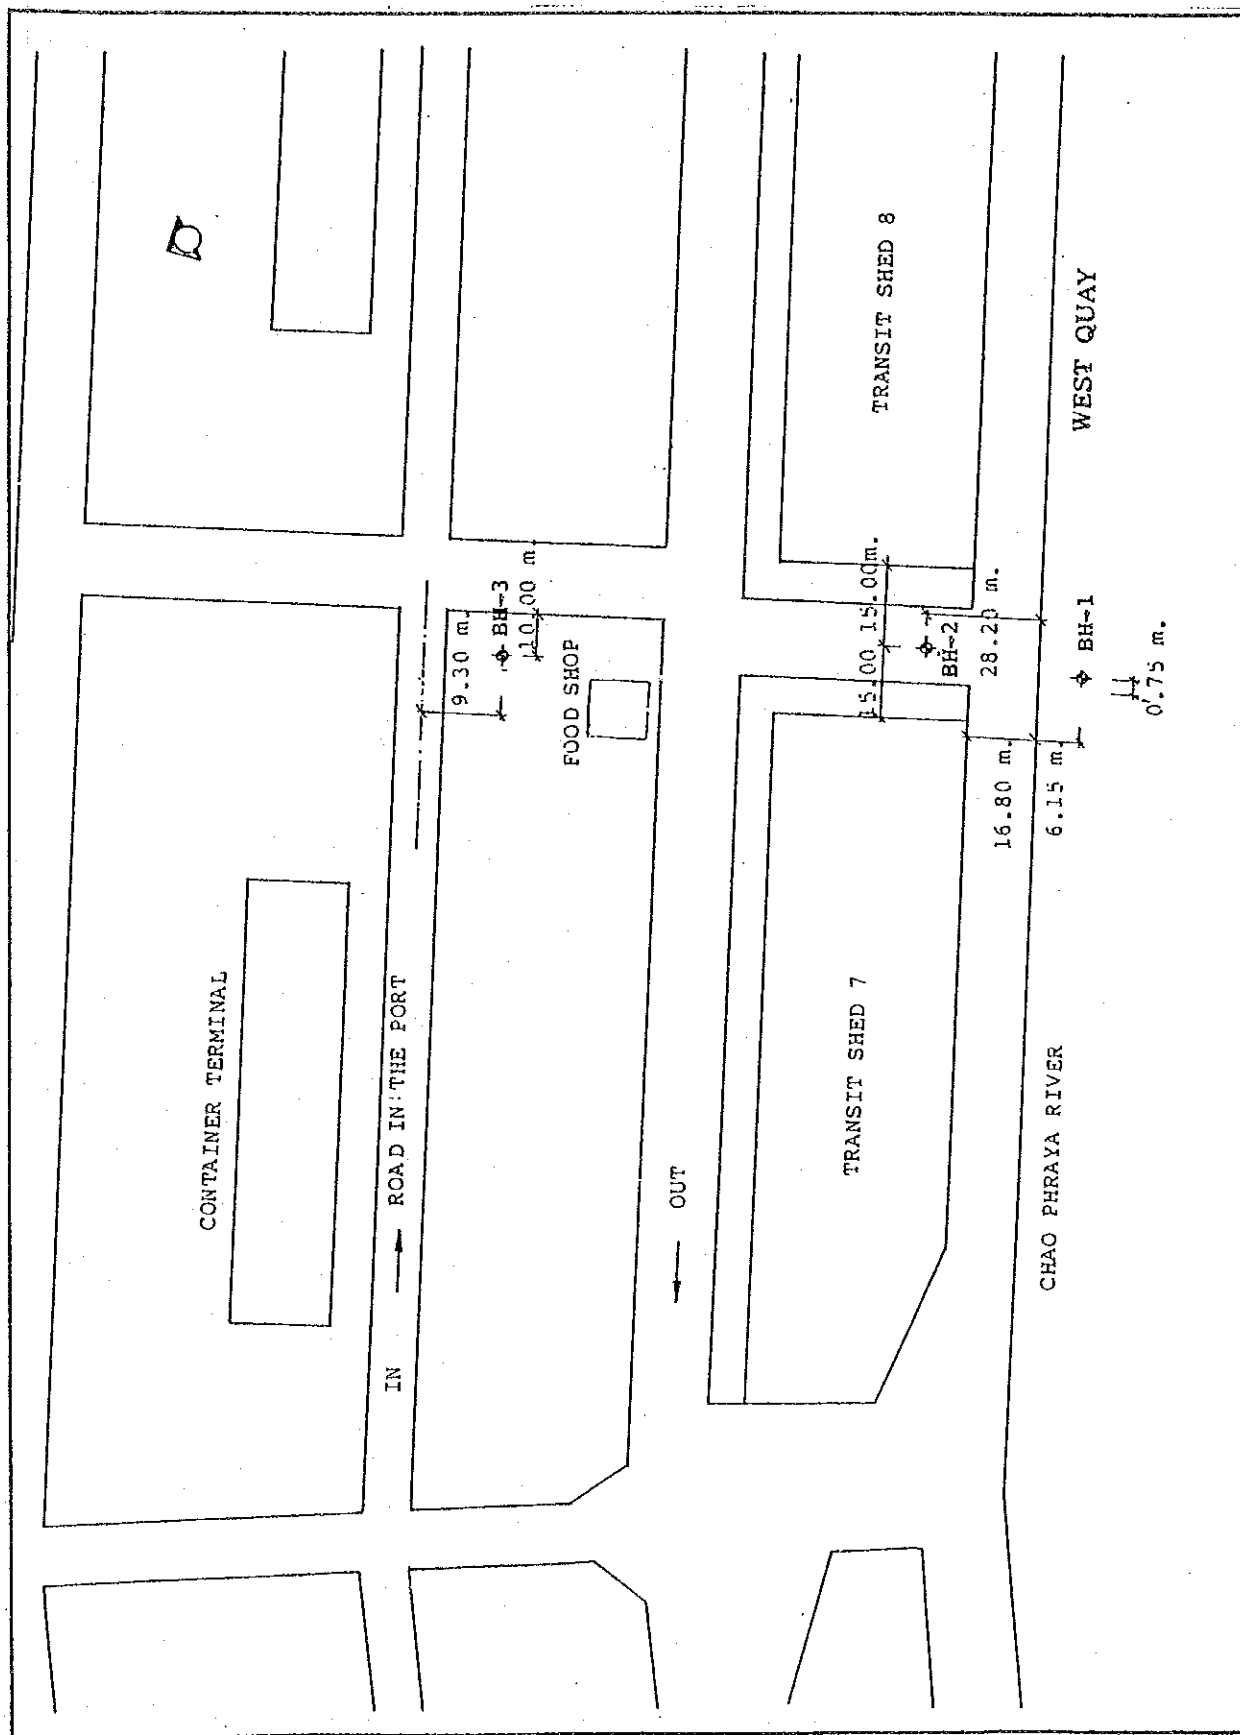 CONTAINER TERMINAL
IN
ROAD IN THE PORT
9.30 m.
BH-3
10.00 m.
FOOD SHOP
OUT
TRANSIT SHED 7
TRANSIT SHED 8
15.00
15.00m.
BH-2
28.20 m.
16.80 m.
6.15 m.
CHAO PHRAYA RIVER
WEST QUAY
BH-1
0.75 m.